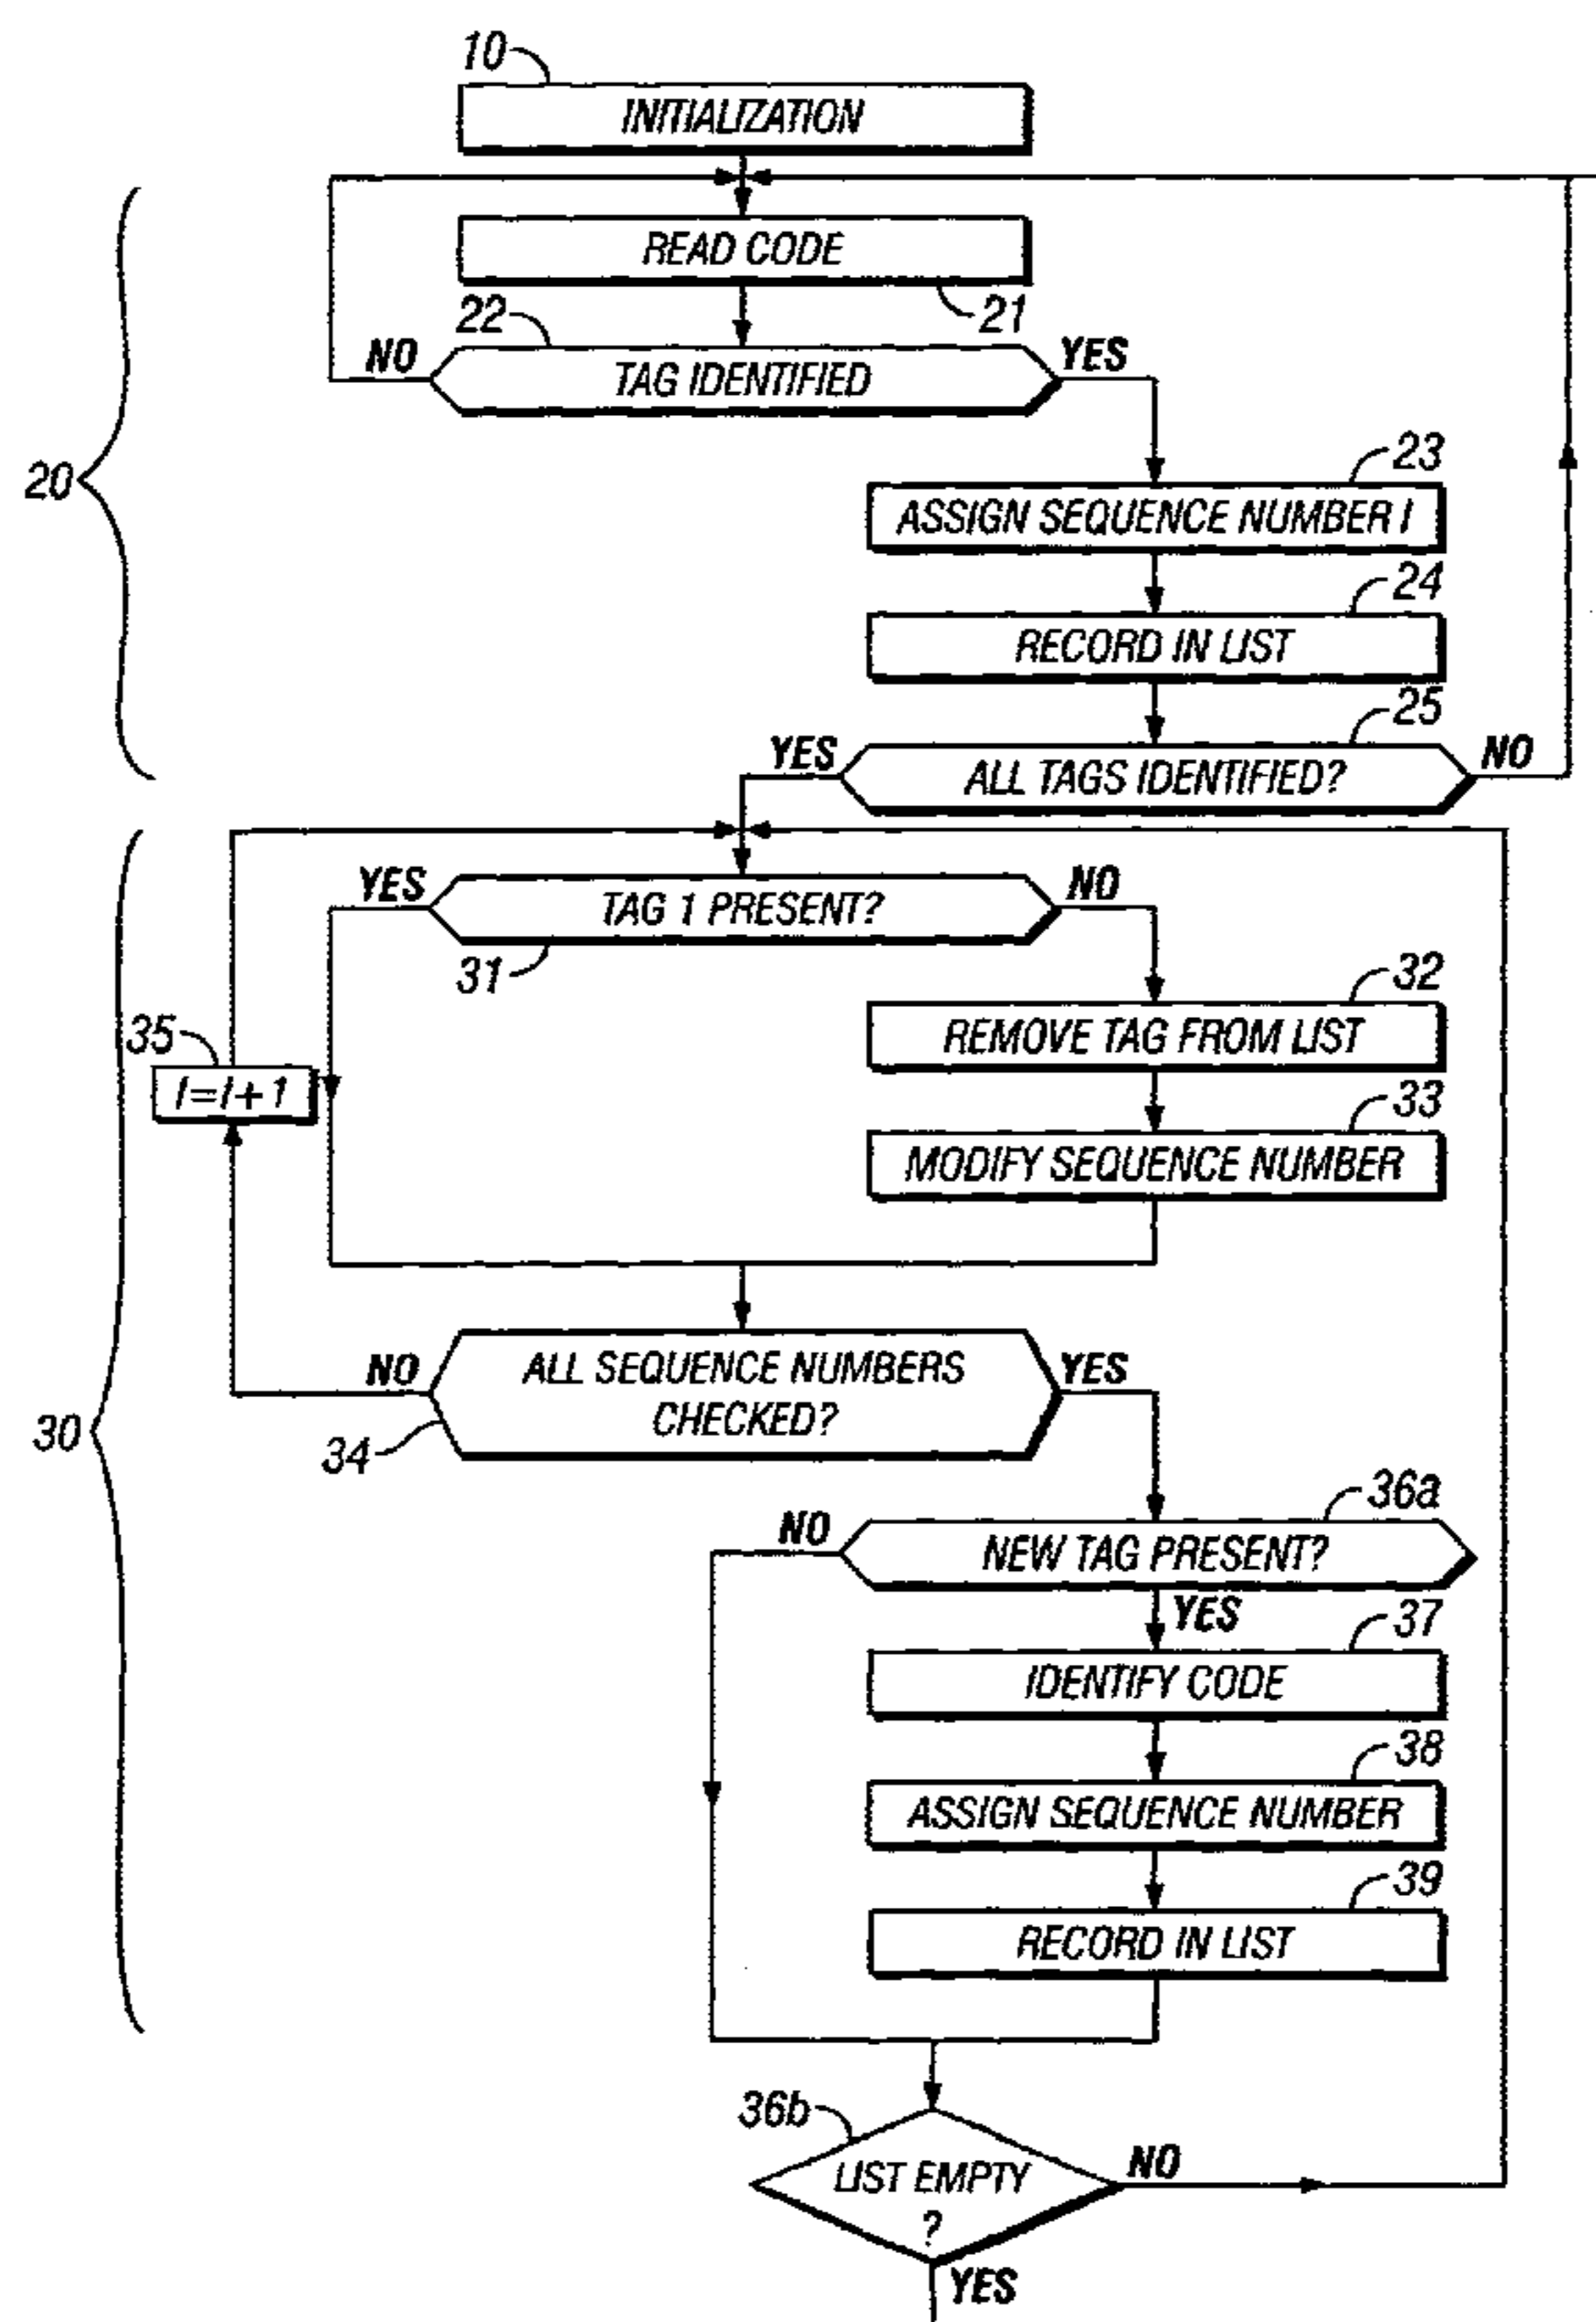 10
INITIALIZATION
READ CODE
21
22
NO
YES
TAG IDENTIFIED
20
23
ASSIGN SEQUENCE NUMBER I
24
RECORD IN LIST
25
YES
NO
ALL TAGS IDENTIFIED?
YES
NO
TAG 1 PRESENT?
31
32
REMOVE TAG FROM LIST
35
I=I+1
33
MODIFY SEQUENCE NUMBER
NO
YES
ALL SEQUENCE NUMBERS
CHECKED?
30
34
36a
NO
NEW TAG PRESENT?
YES
37
IDENTIFY CODE
38
ASSIGN SEQUENCE NUMBER
39
RECORD IN LIST
36b
NO
LIST EMPTY
?
YES